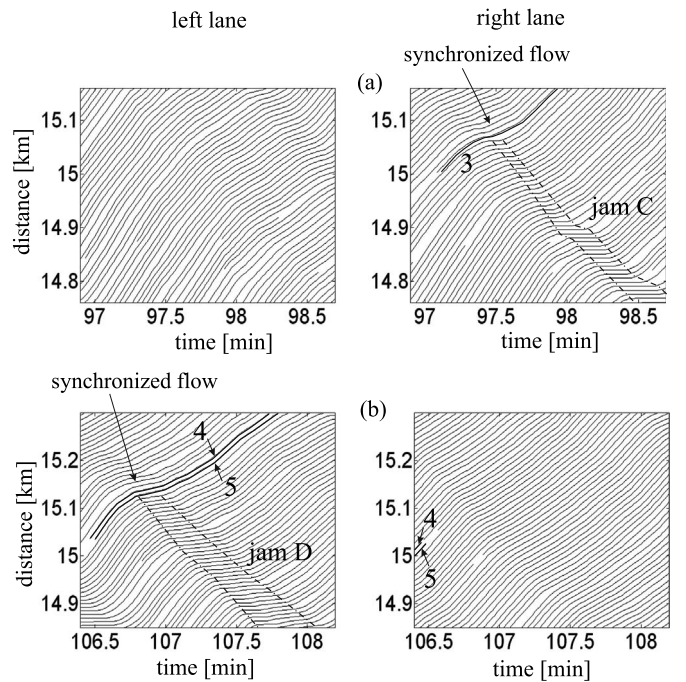 left lane
right lane
(a)
synchronized flow
distance [km]
15.1
15
14.9
14.8
97
97.5
98
98.5
time [min]
15.1
15
14.9
14.8
3
jam C
97
97.5
98
98.5
time [min]
(b)
synchronized flow
distance [km]
15.2
15.1
15
14.9
4
5
jam D
106.5
107
107.5
108
time [min]
15.2
15.1
15
14.9
4
5
106.5
107
107.5
108
time [min]